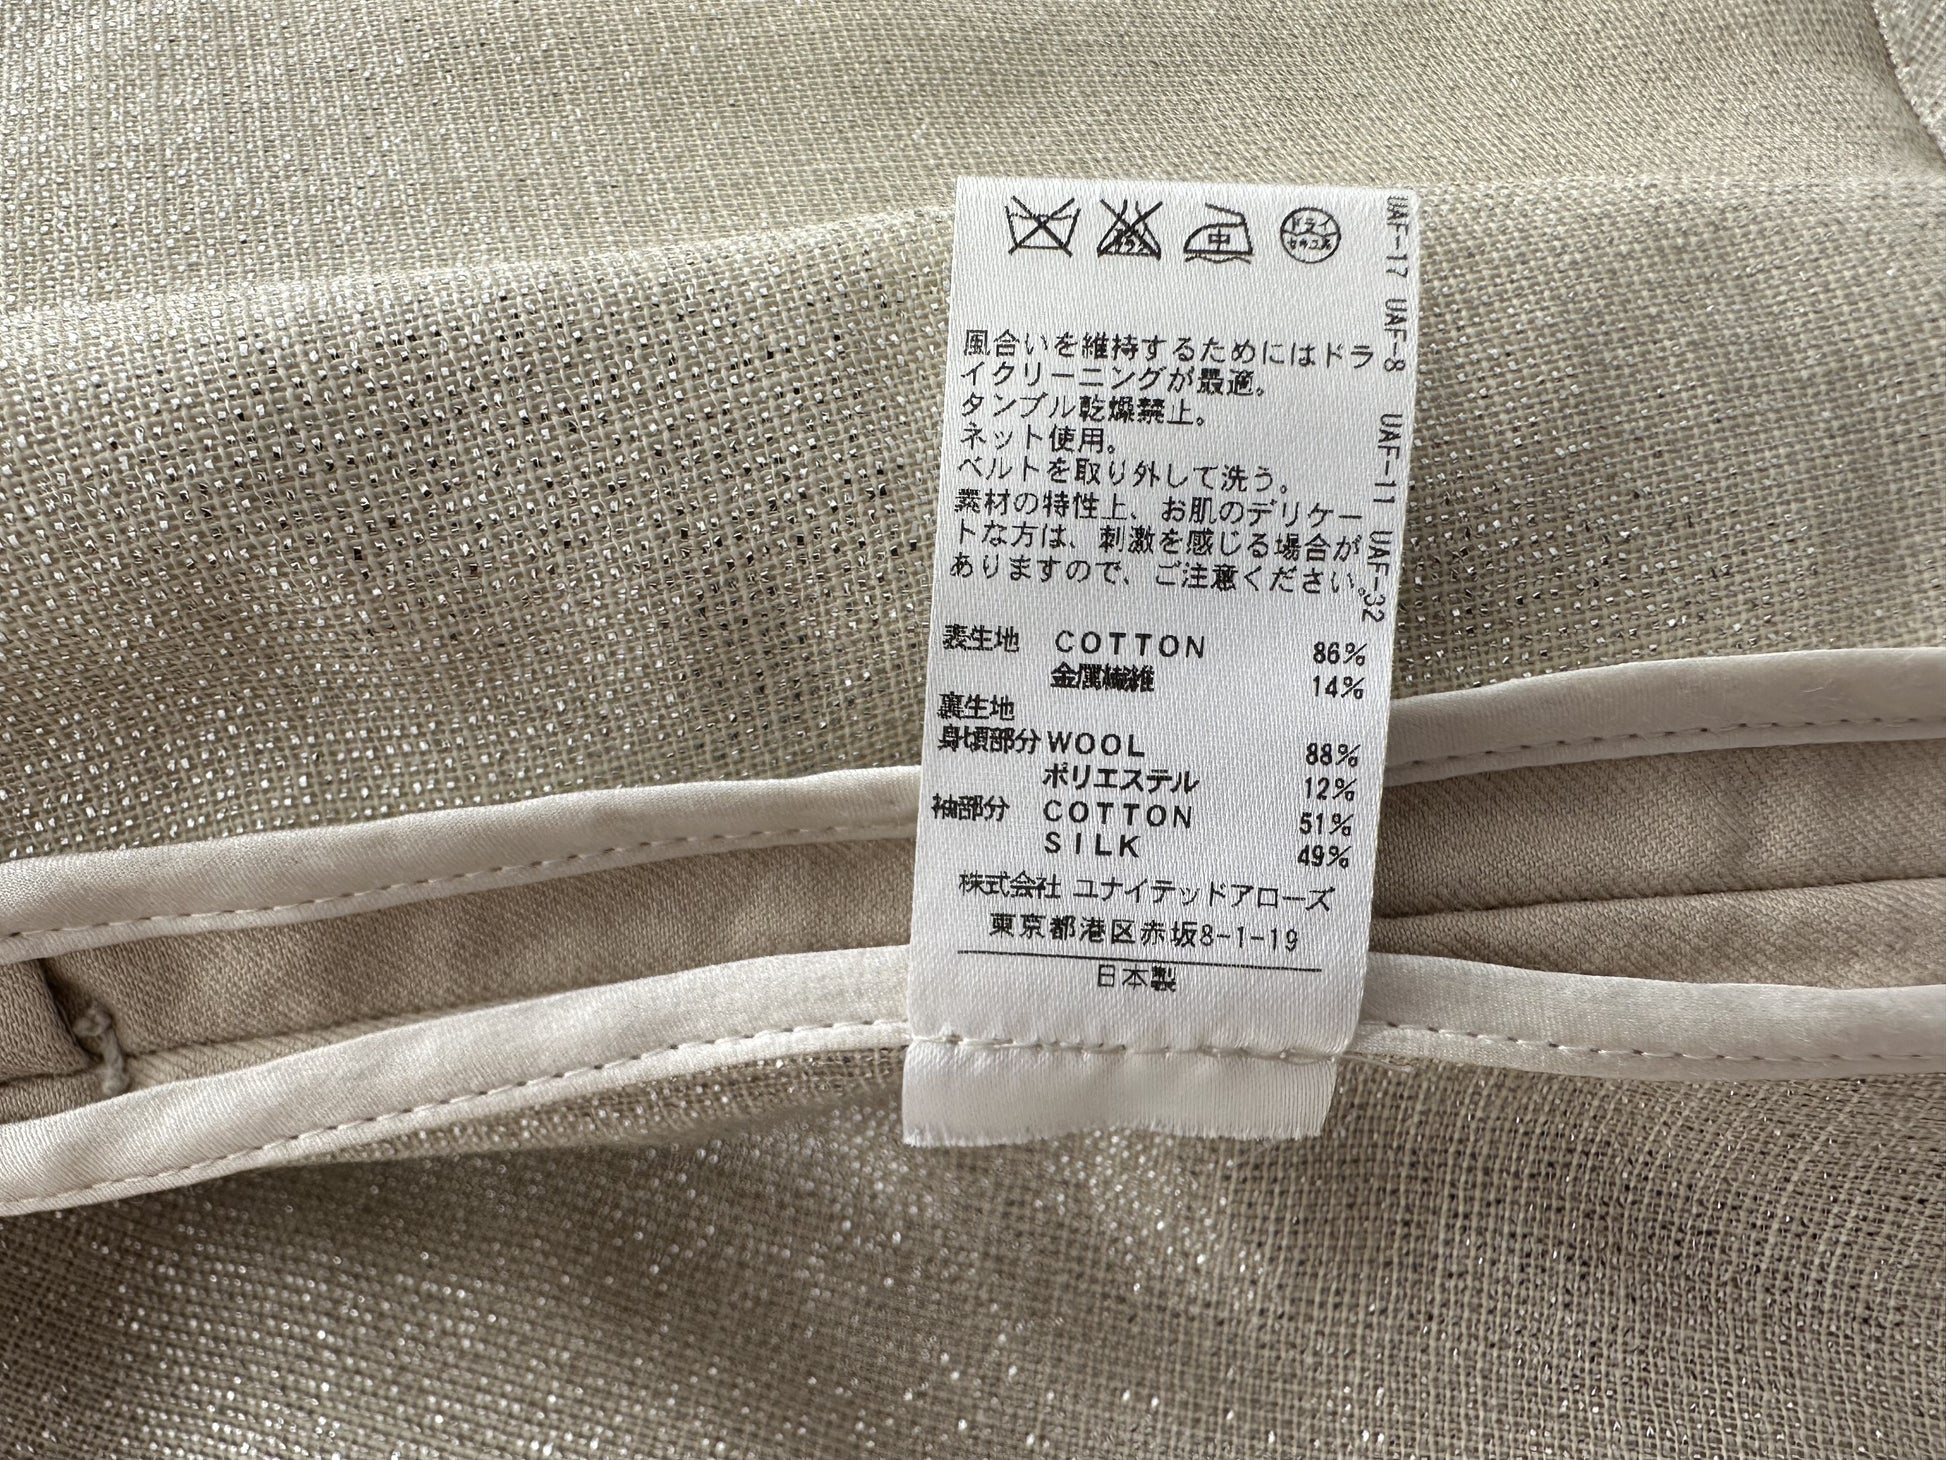 中
ドライ
セキユ系
風合いを維持するためにはドラ
イクリーニングが最適。
タンブル乾燥禁止。
ネット使用。
ベルトを取り外して洗う。
素材の特性上、お肌のデリケー
トな方は、刺激を感じる場合が
ありますので、ご注意ください。
表生地 COTTON 86%
金属繊維 14%
裏生地
身頃部分 WOOL 88%
ポリエステル 12%
袖部分 COTTON 51%
SILK 49%
株式会社 ユナイテッドアローズ
東京都港区赤坂8-1-19
日本製
UAF-17 UAF-8 UAF-11 UAF-32